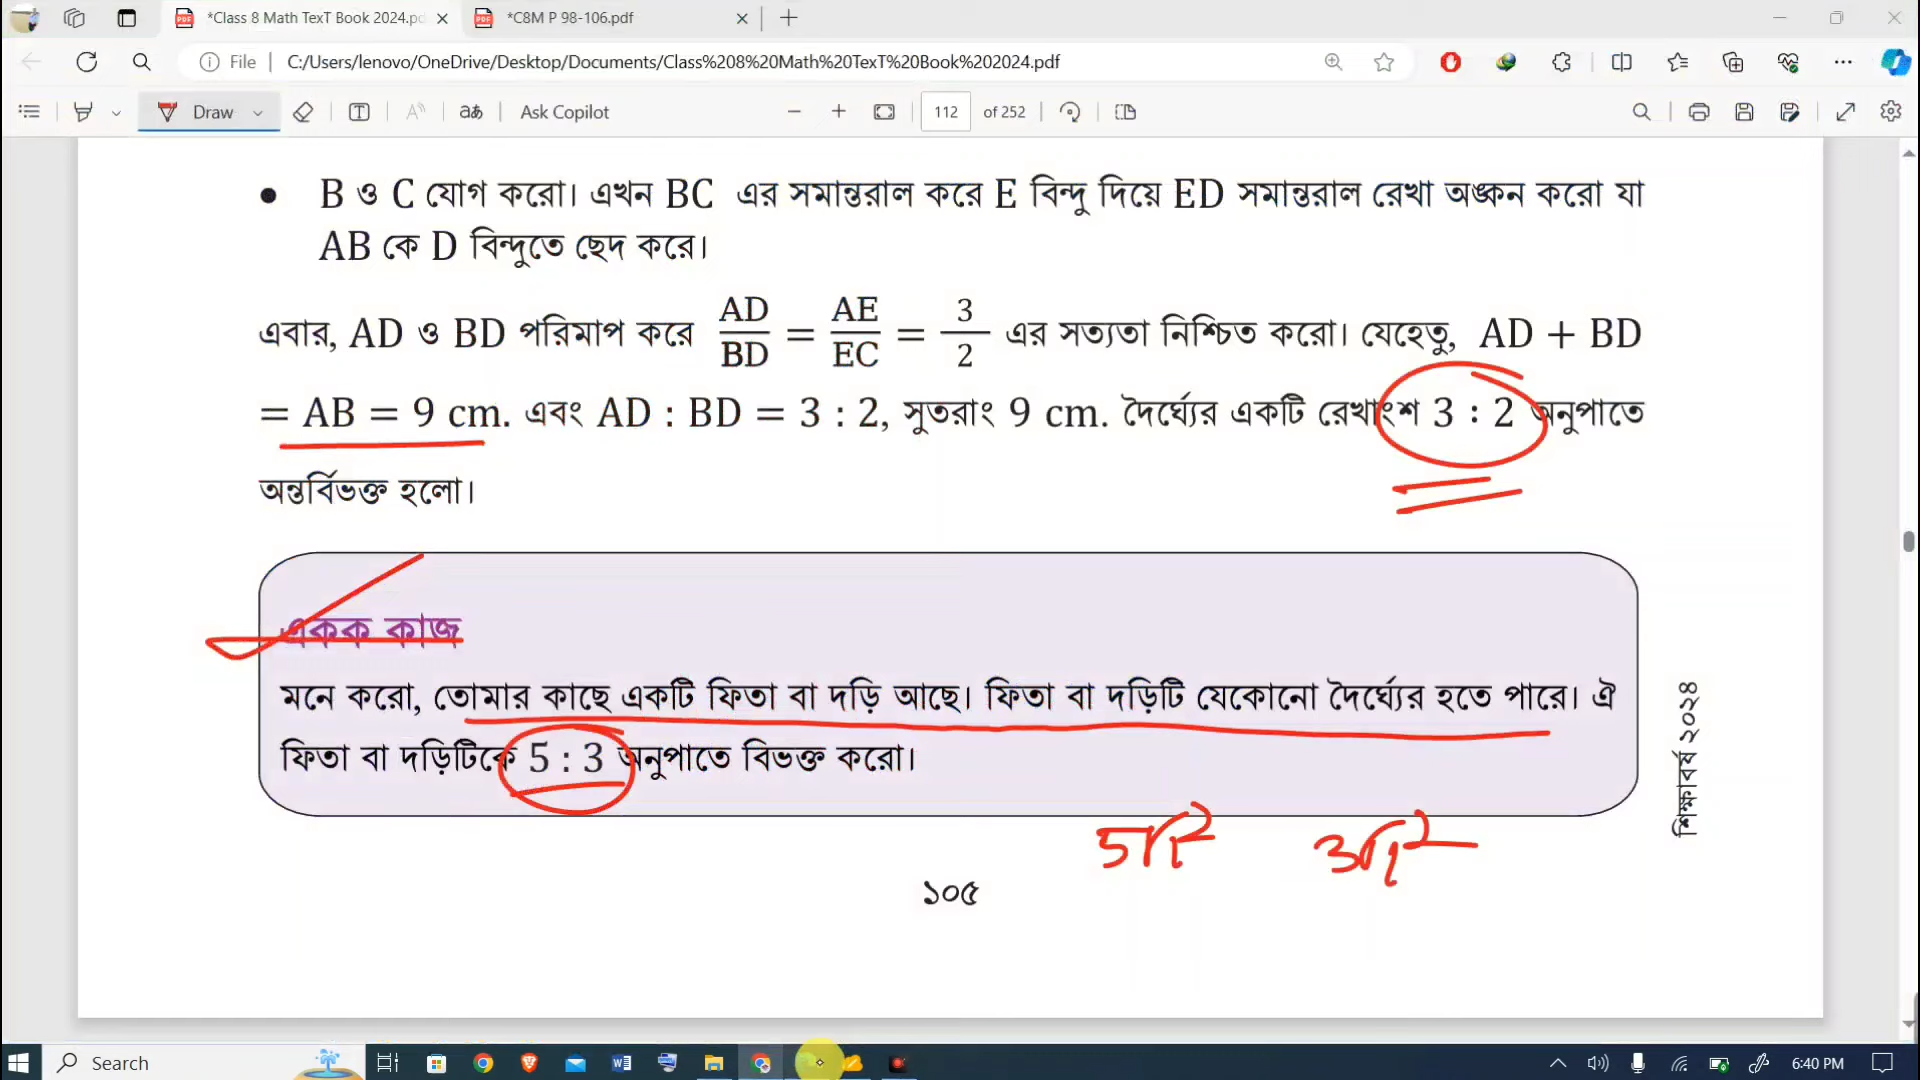 *Class 8 Math TexT Book 2024.pd
*C8M P 98-106.pdf
File
C:/Users/lenovo/OneDrive/Desktop/Documents/Class%208%20Math%20TexT%20Book%202024.pdf
Draw
Ask Copilot
112 of 252
• B ও C যোগ করো। এখন BC এর সমান্তরাল করে E বিন্দু দিয়ে ED সমান্তরাল রেখা অঙ্কন করো যা
AB কে D বিন্দুতে ছেদ করে।
এবার, AD ও BD পরিমাপ করে AD/BD = AE/EC = 3/2 এর সত্যতা নিশ্চিত করো। যেহেতু, AD + BD
= AB = 9 cm. এবং AD : BD = 3 : 2, সুতরাং 9 cm. দৈর্ঘ্যের একটি রেখাংশ 3 : 2 অনুপাতে
অন্তর্বিভক্ত হলো।
একক কাজ
মনে করো, তোমার কাছে একটি ফিতা বা দড়ি আছে। ফিতা বা দড়িটি যেকোনো দৈর্ঘ্যের হতে পারে। ঐ
ফিতা বা দড়িটিকে 5 : 3 অনুপাতে বিভক্ত করো।
শিক্ষাবর্ষ ২০২৪
১০৫
Search
6:40 PM